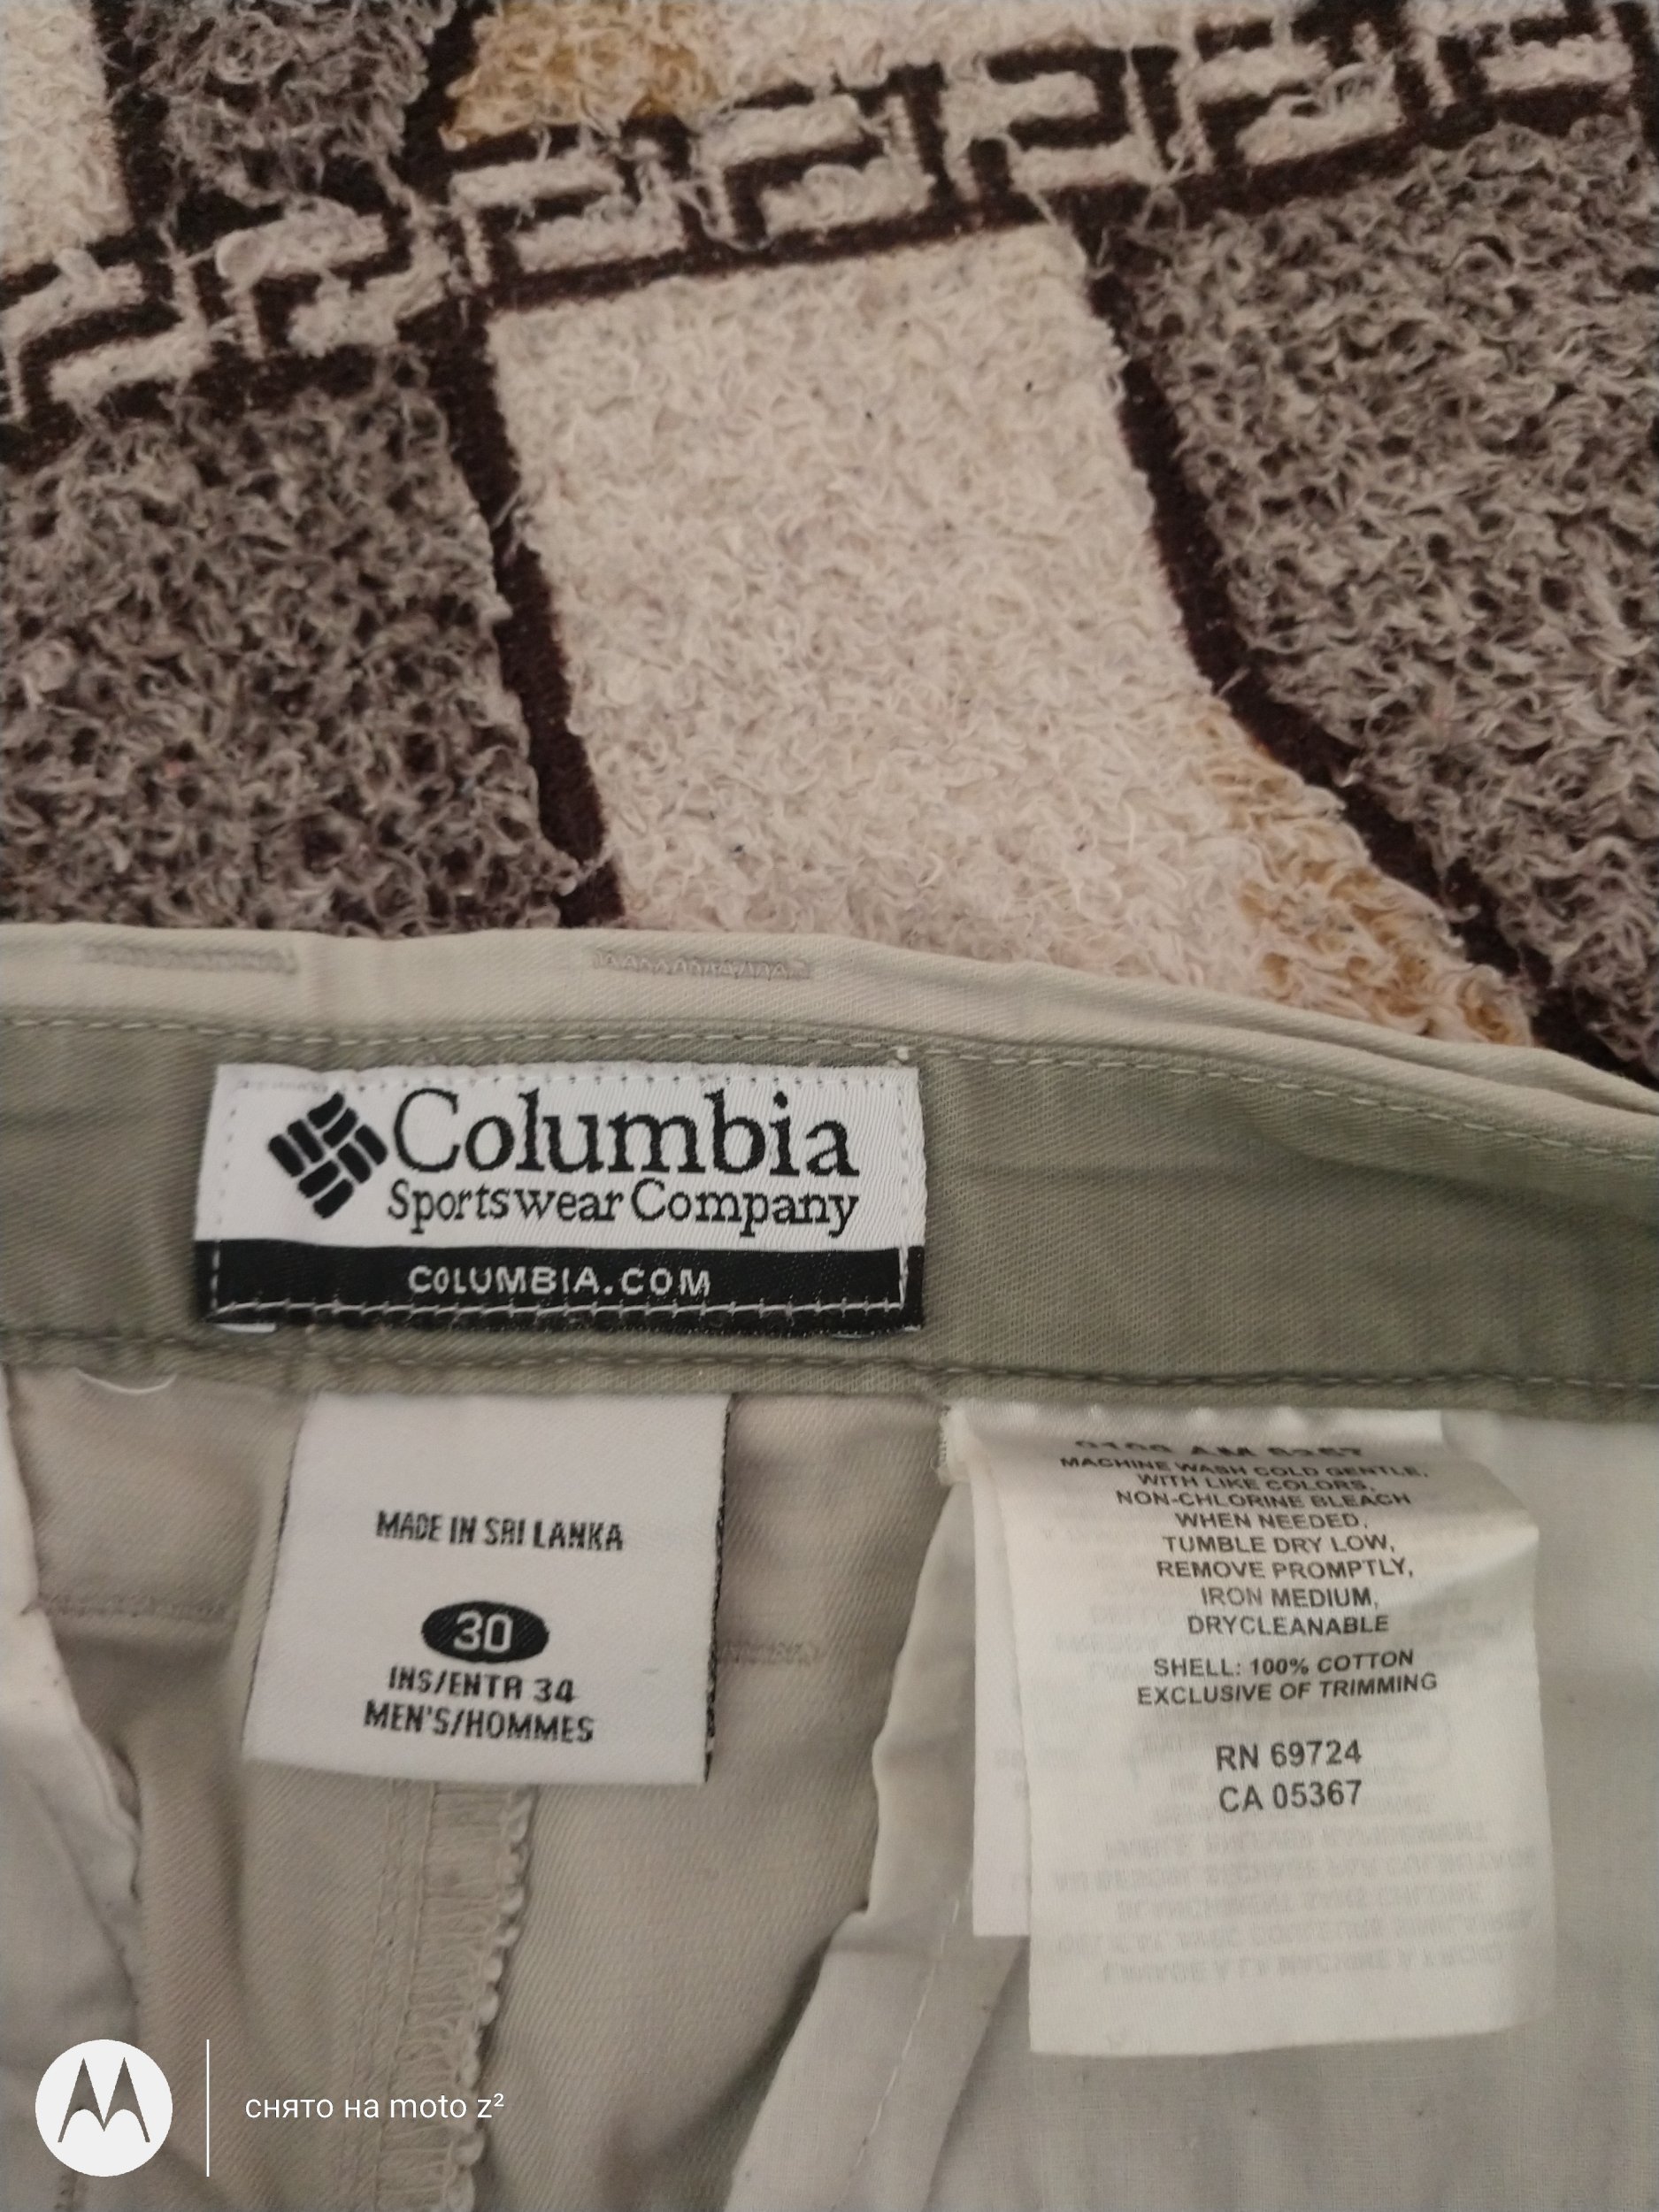 Columbia
Sportswear Company
COLUMBIA.COM
MADE IN SRI LANKA
30
INS/ENTR 34
MEN'S/HOMMES
MACHINE WASH COLD GENTLE,
WITH LIKE COLORS,
NON-CHLORINE BLEACH
WHEN NEEDED,
TUMBLE DRY LOW,
REMOVE PROMPTLY,
IRON MEDIUM,
DRYCLEANABLE
SHELL: 100% COTTON
EXCLUSIVE OF TRIMMING
RN 69724
CA 05367
снято на moto z²